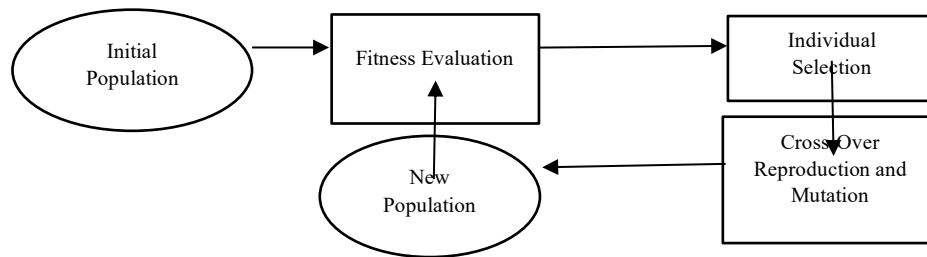 Initial
Population
Fitness Evaluation
Individual
Selection
Cross-Over
Reproduction and
Mutation
New
Population